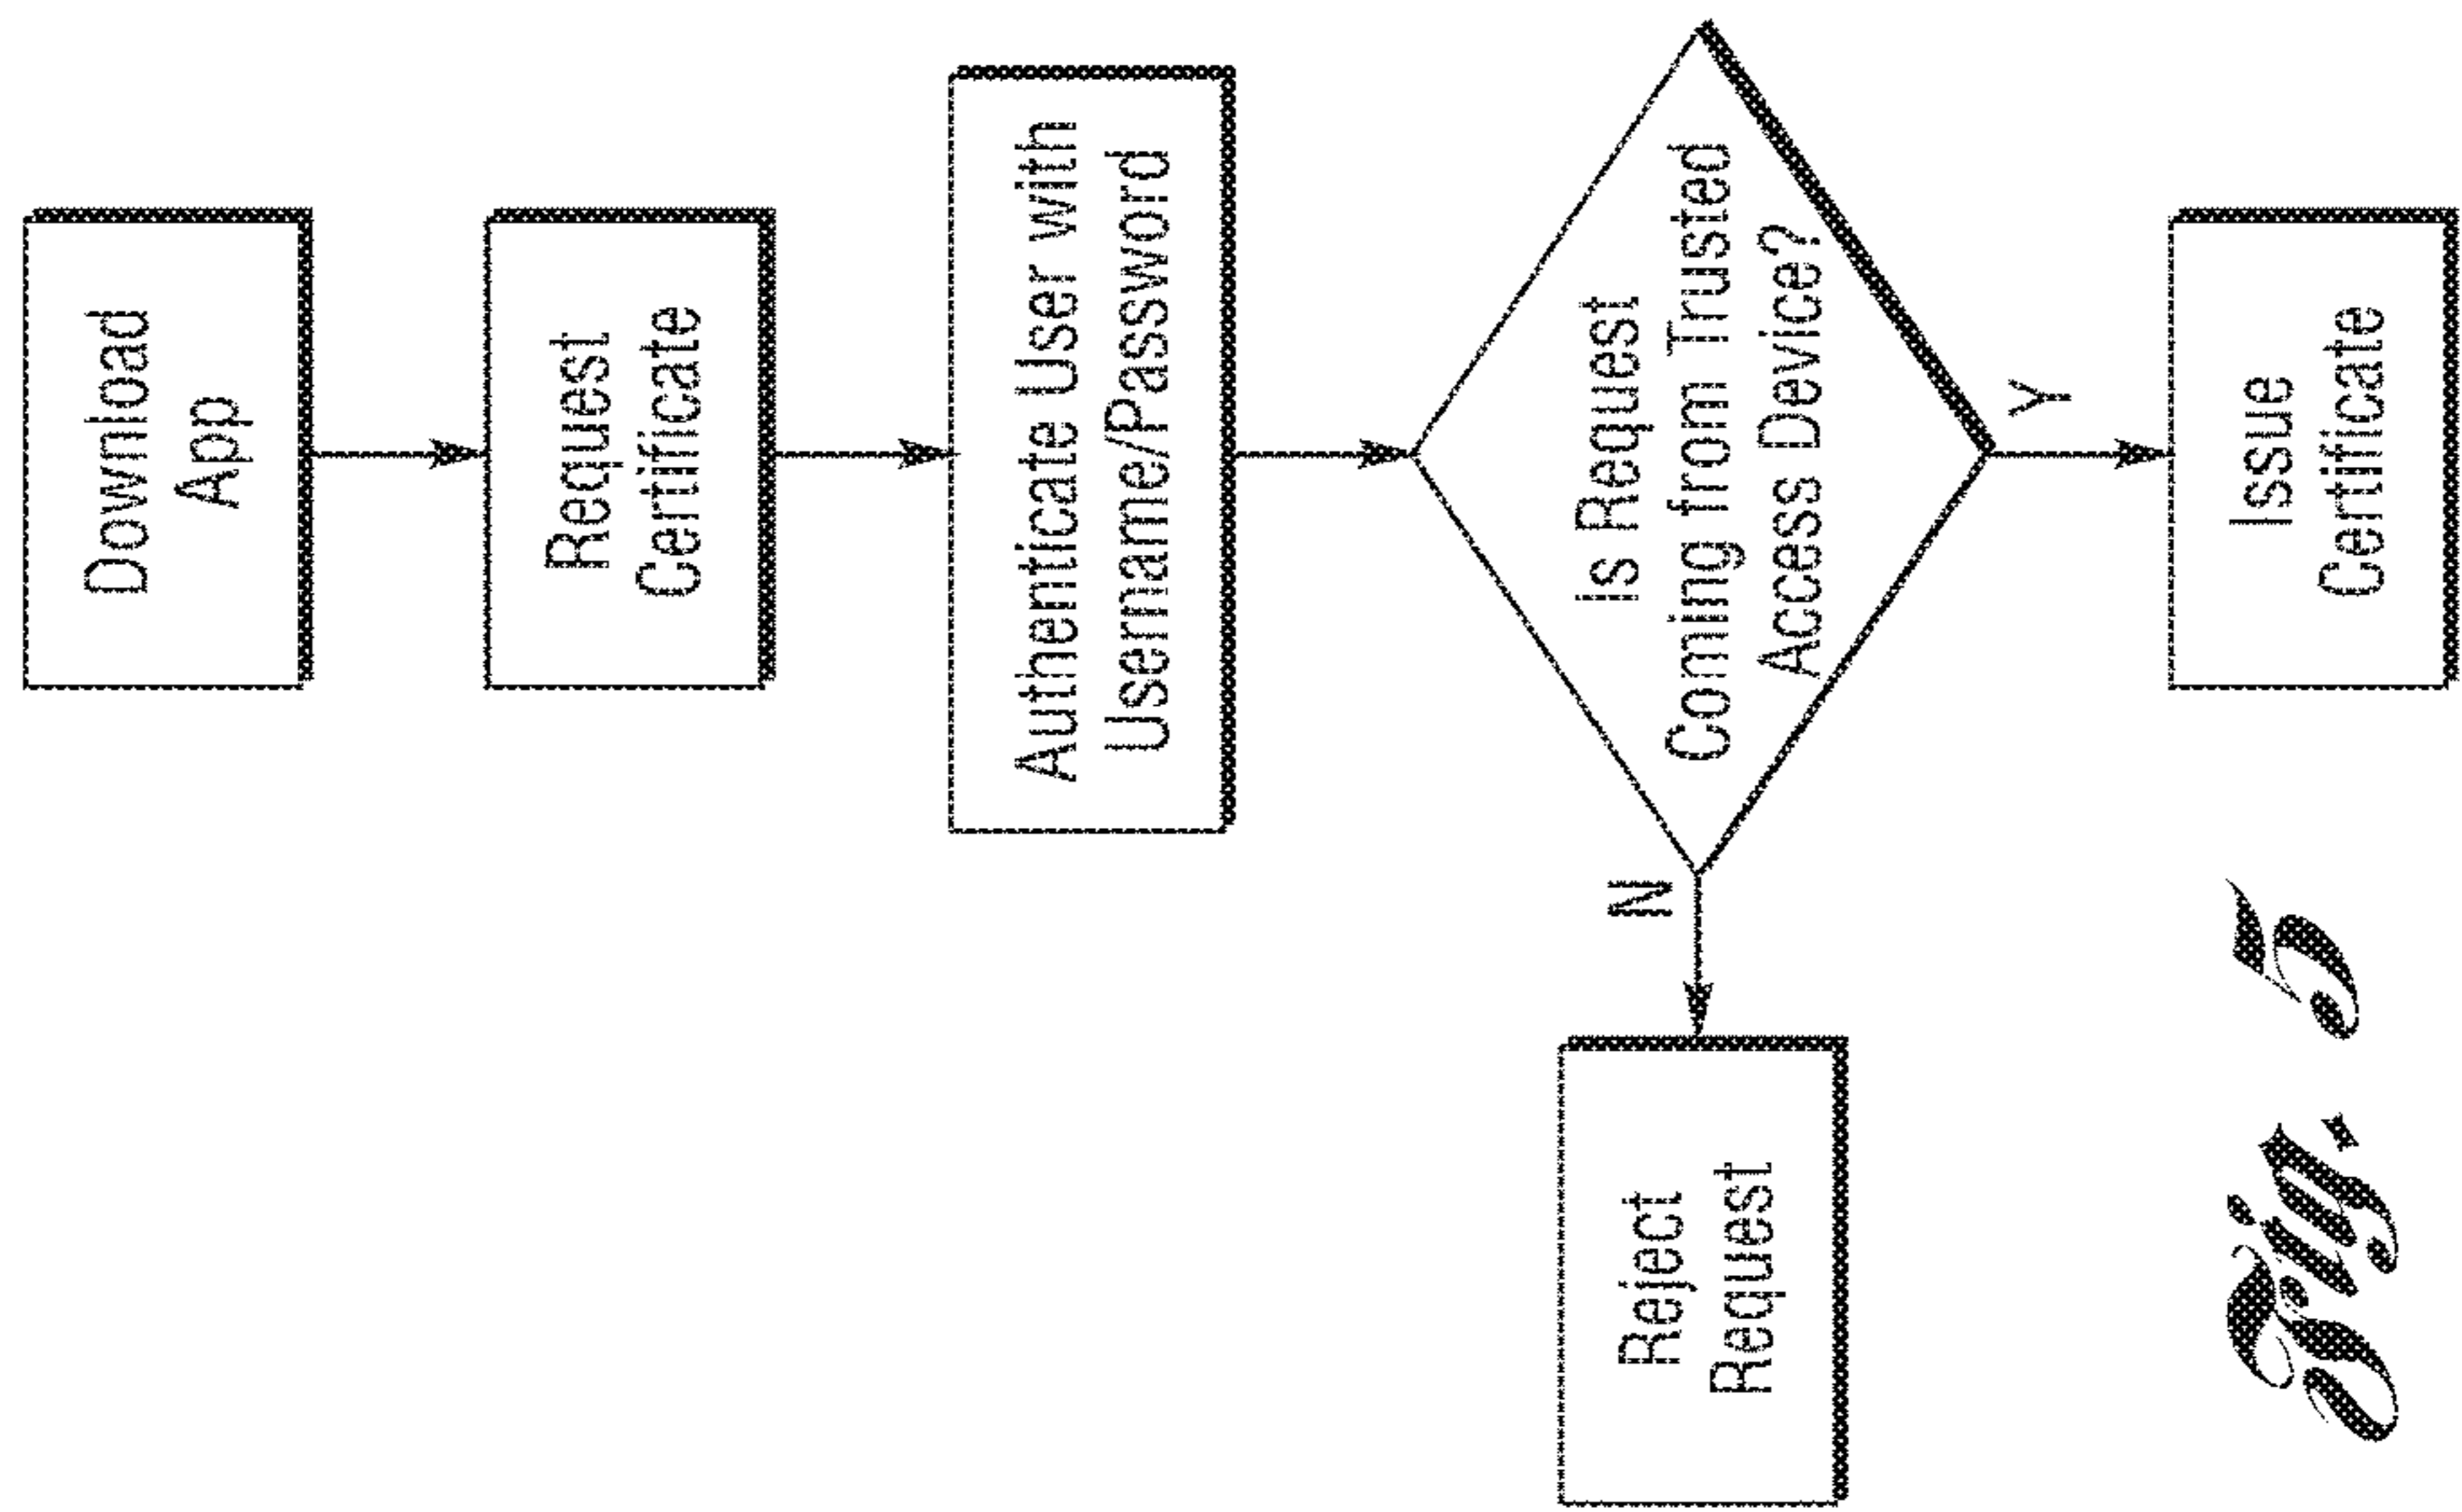 Download
App
Request
Certificate
Authenticate User with
Username/Password
Is Request
Coming from Trusted
Access Device?
N
Y
Reject
Request
Issue
Certificate
Fig. 5